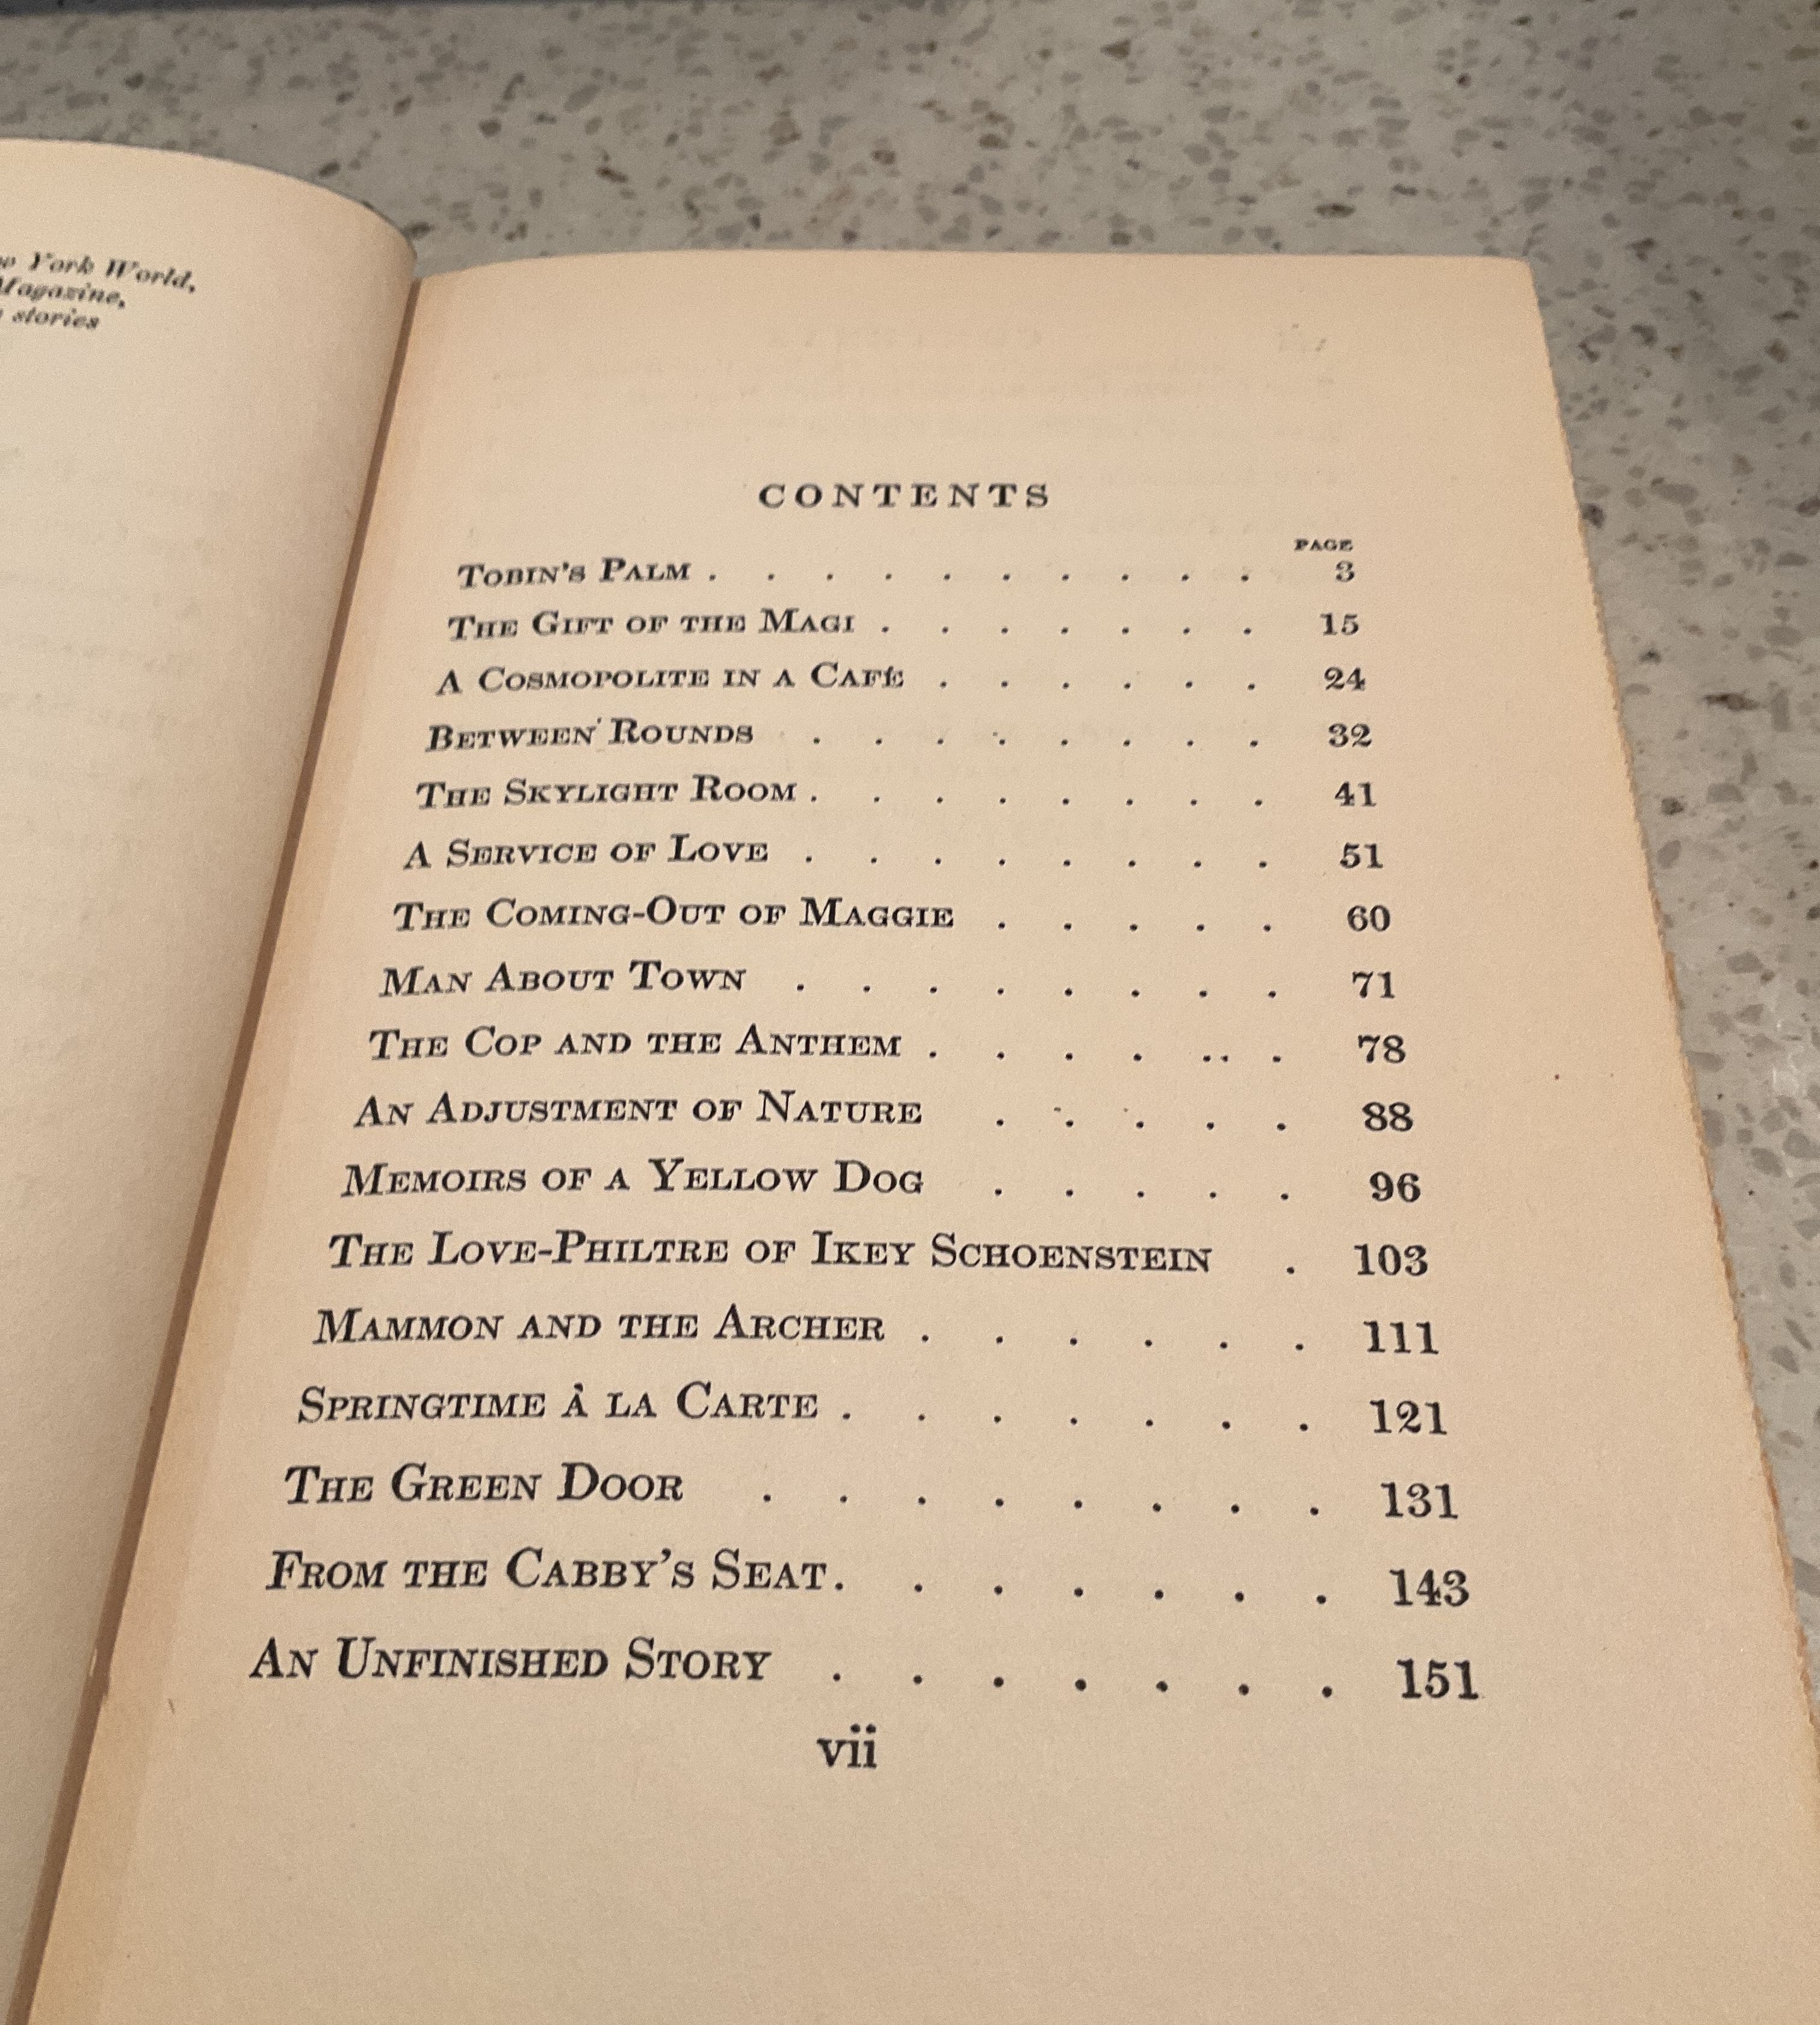 York World,
Magazine,
stories
CONTENTS
PAGE
TOBIN'S PALM . . . . . . . . . . 3
THE GIFT OF THE MAGI . . . . . . . 15
A COSMOPOLITE IN A CAFÉ . . . . . . 24
BETWEEN ROUNDS . . . . . . . . 32
THE SKYLIGHT ROOM . . . . . . . . 41
A SERVICE OF LOVE . . . . . . . . 51
THE COMING-OUT OF MAGGIE . . . . . 60
MAN ABOUT TOWN . . . . . . . . 71
THE COP AND THE ANTHEM . . . . .. . 78
AN ADJUSTMENT OF NATURE . . . . . 88
MEMOIRS OF A YELLOW DOG . . . . . 96
THE LOVE-PHILTRE OF IKEY SCHOENSTEIN . 103
MAMMON AND THE ARCHER . . . . . . 111
SPRINGTIME À LA CARTE . . . . . . . 121
THE GREEN DOOR . . . . . . . . 131
FROM THE CABBY'S SEAT . . . . . . . 143
AN UNFINISHED STORY . . . . . . . 151
vii